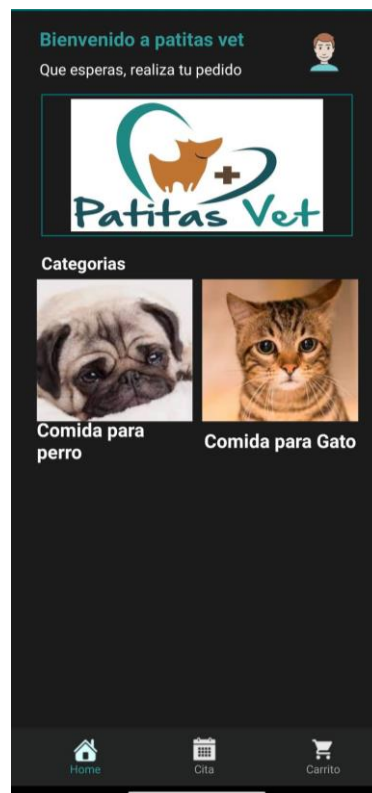 Bienvenido a patitas vet
Que esperas, realiza tu pedido
Patitas Vet
Categorias
Comida para
perro
Comida para Gato
Home
Cita
Carrito